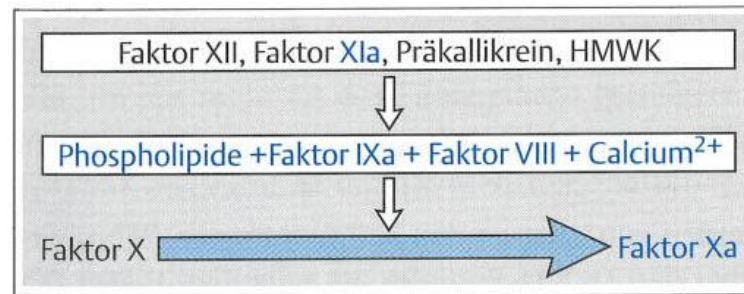 Faktor XII, Faktor XIa, Präkallikrein, HMWK
Phospholipide +Faktor IXa + Faktor VIII + Calcium²⁺
Faktor X Faktor Xa